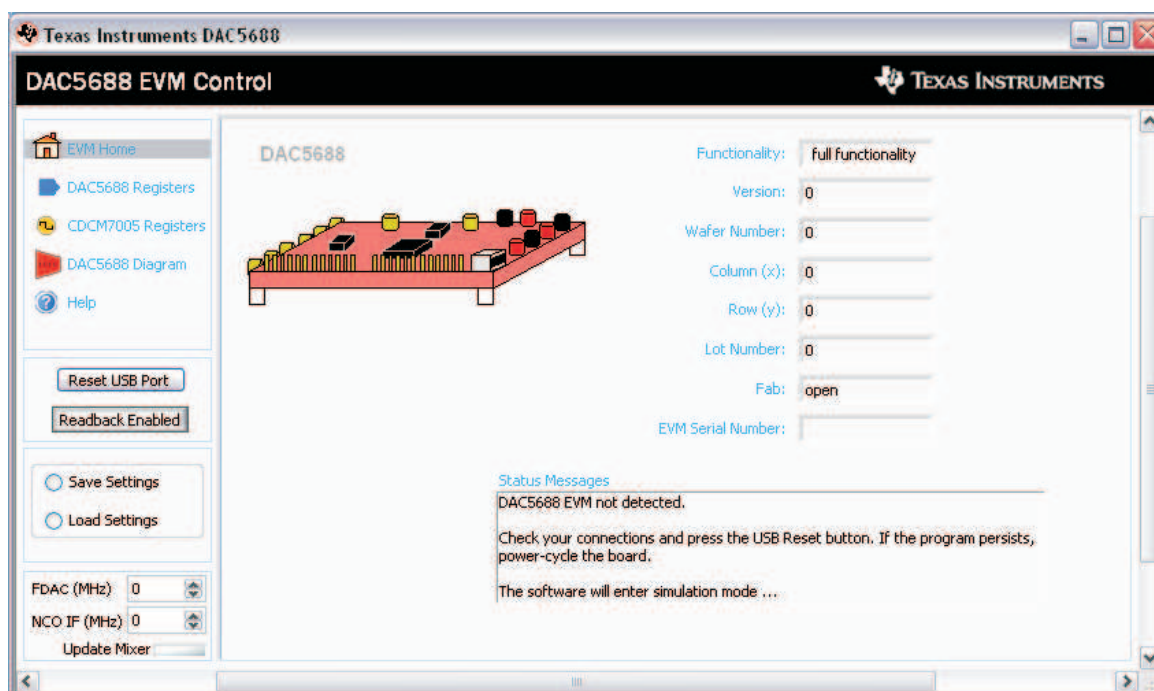 Texas Instruments DAC5688
DAC5688 EVM Control
TEXAS INSTRUMENTS
EVM Home
DAC5688 Registers
CDCM7005 Registers
DAC5688 Diagram
Help
Reset USB Port
Readback Enabled
Save Settings
Load Settings
FDAC (MHz) 0
NCO IF (MHz) 0
Update Mixer
DAC5688
Functionality: full functionality
Version: 0
Wafer Number: 0
Column (x): 0
Row (y): 0
Lot Number: 0
Fab: open
EVM Serial Number:
Status Messages
DAC5688 EVM not detected.
Check your connections and press the USB Reset button. If the program persists,
power-cycle the board.
The software will enter simulation mode ...